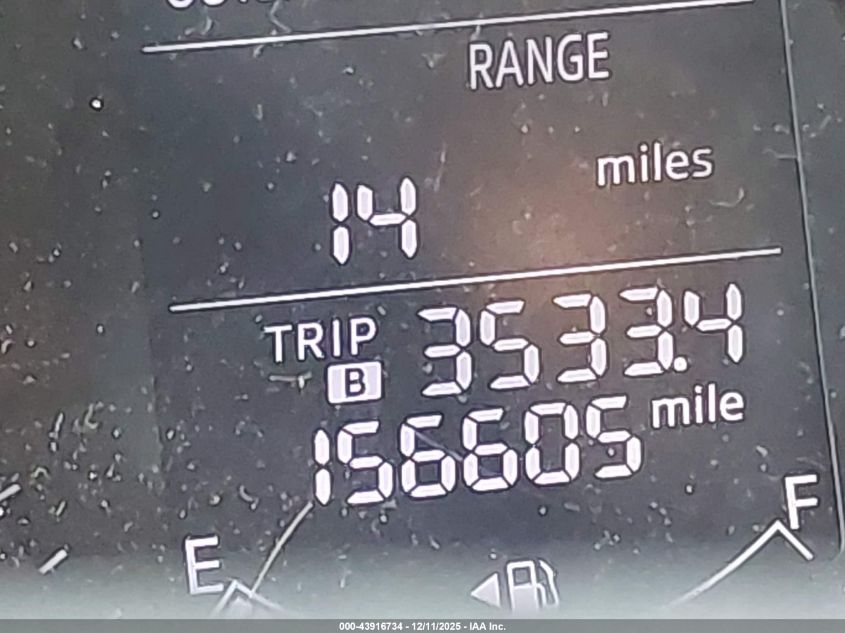 RANGE
miles
14
TRIP B 3533.4
156605 mile
E F
000-43916734 - 12/11/2025 - IAA Inc.